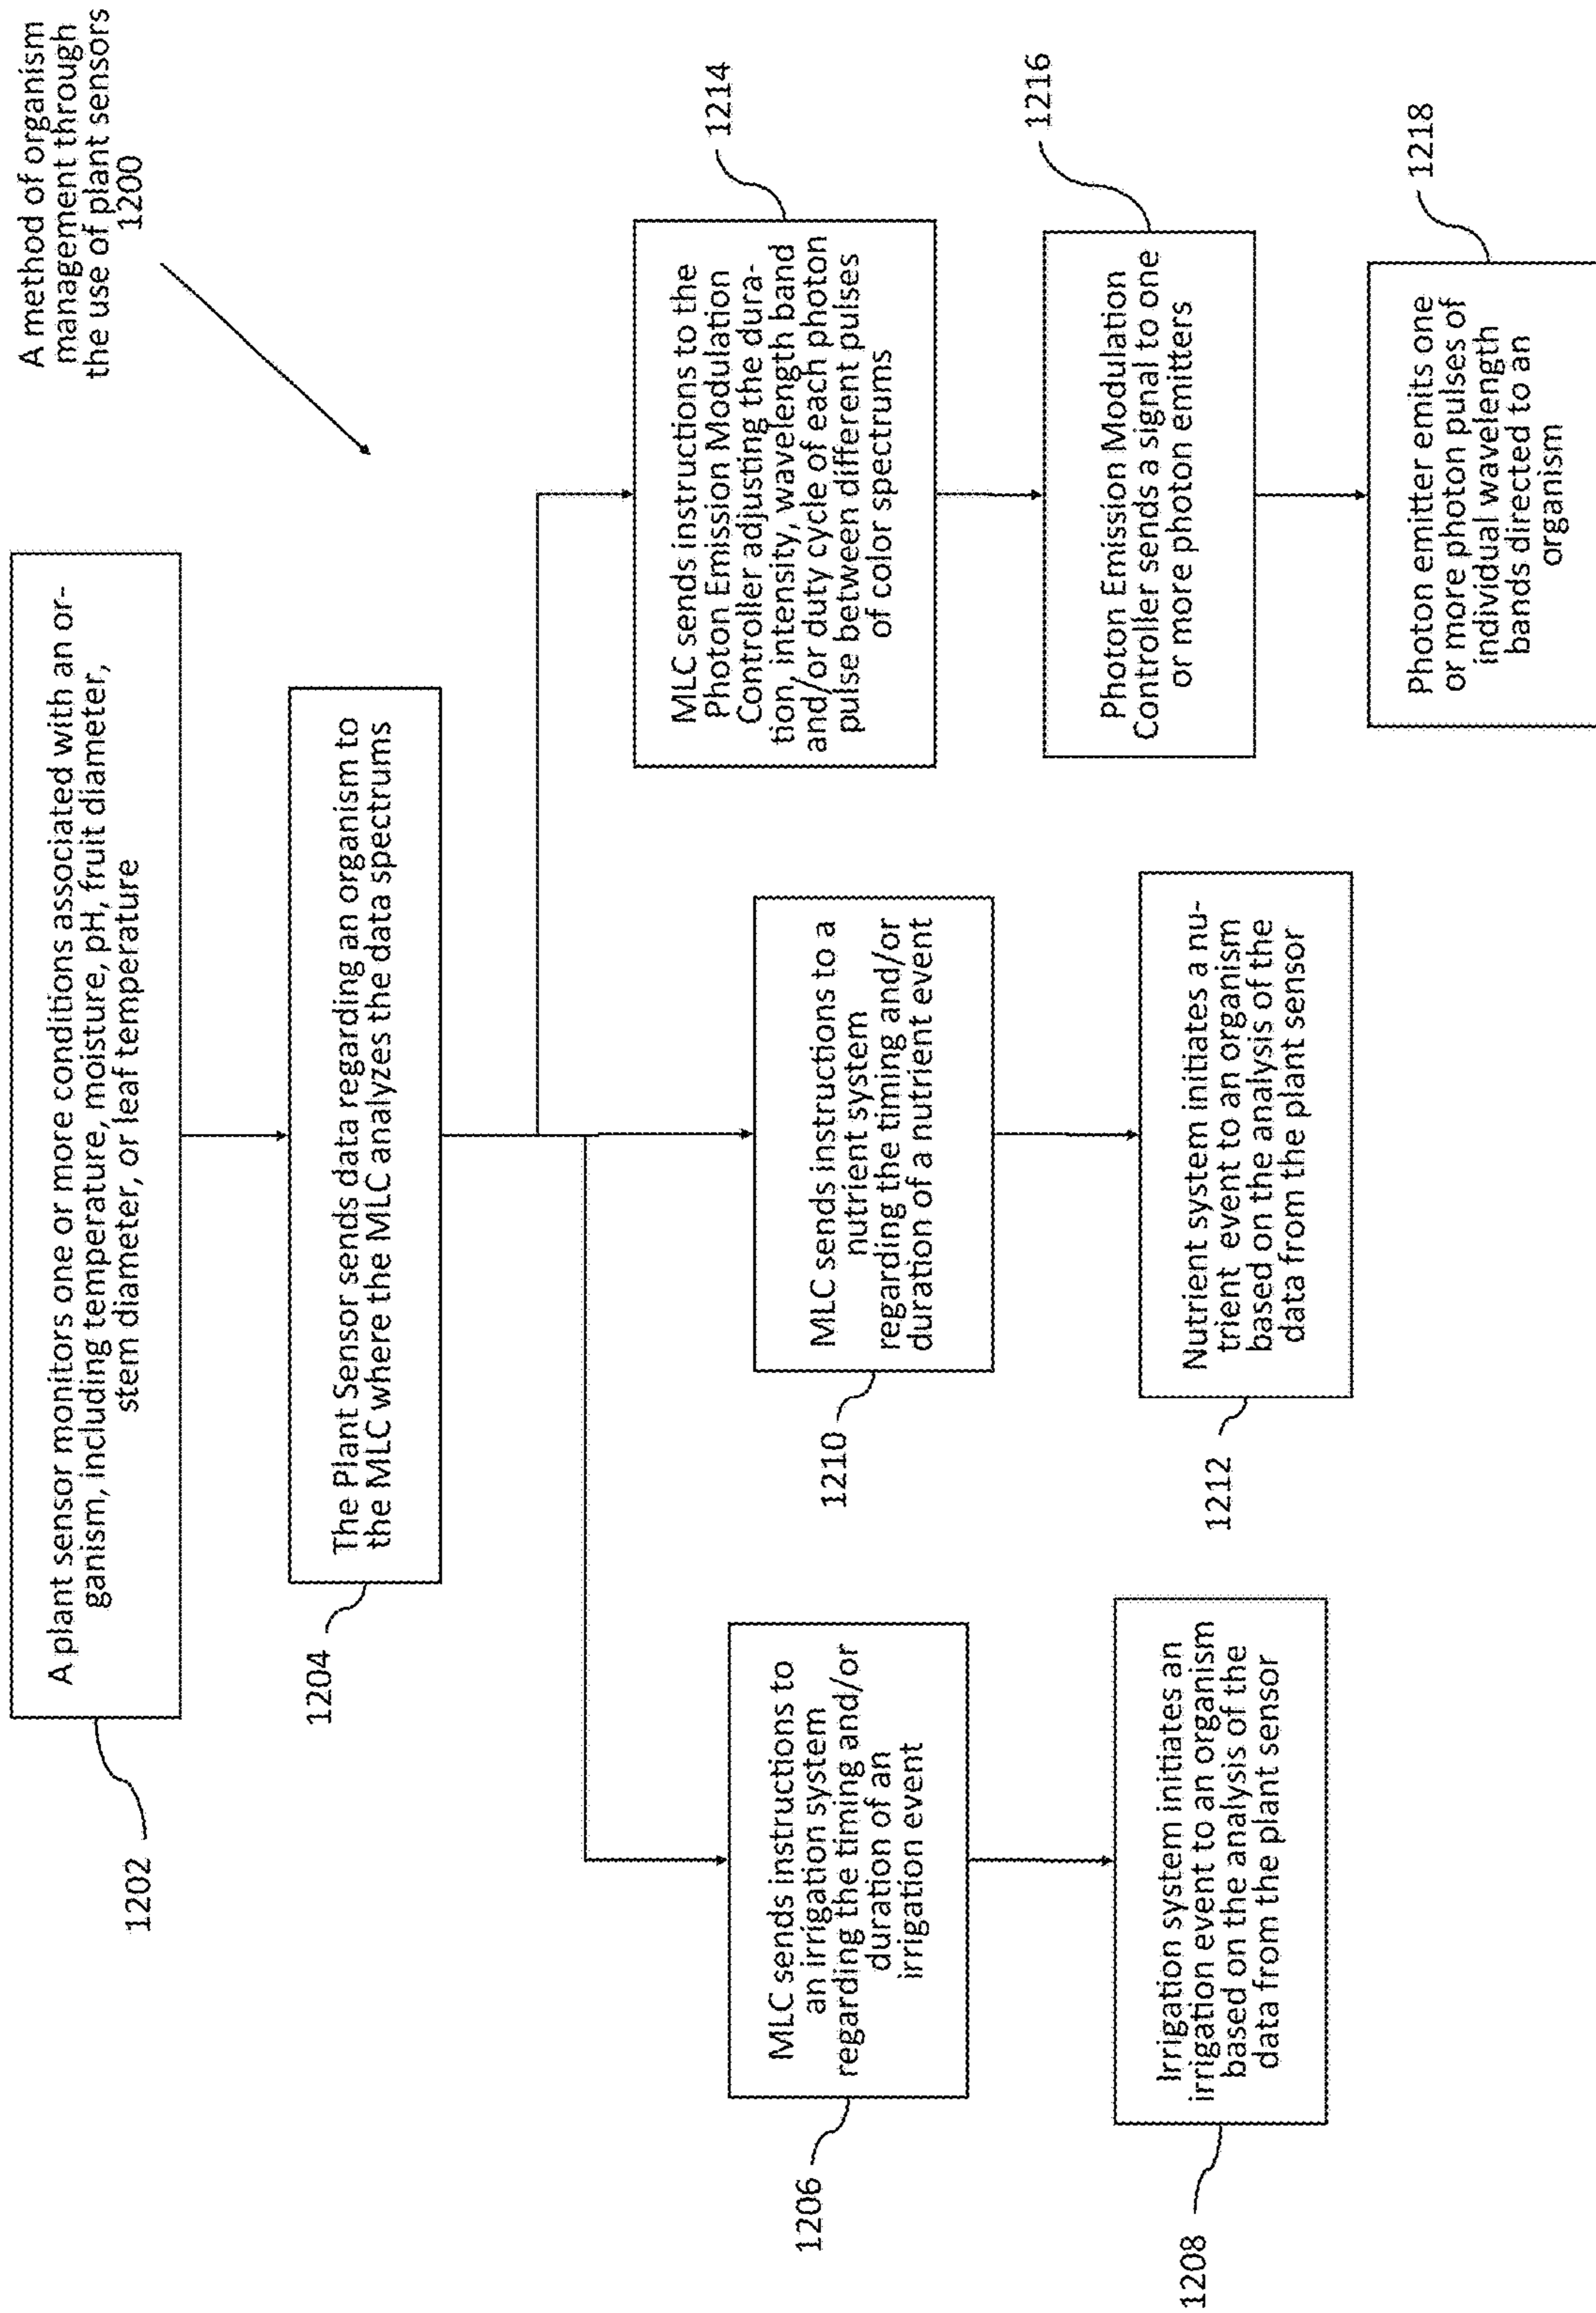 A method of organism
management through
the use of plant sensors
1200
A plant sensor monitors one or more conditions associated with an or-
ganism, including temperature, moisture, pH, fruit diameter,
stem diameter, or leaf temperature
1202
The Plant Sensor sends data regarding an organism to
the MLC where the MLC analyzes the data spectrums
1204
MLC sends instructions to
an irrigation system
regarding the timing and/or
duration of an
irrigation event
1206
Irrigation system initiates an
irrigation event to an organism
based on the analysis of the
data from the plant sensor
1208
MLC sends instructions to a
nutrient system
regarding the timing and/or
duration of a nutrient event
1210
Nutrient system initiates a nu-
trient event to an organism
based on the analysis of the
data from the plant sensor
1212
MLC sends instructions to the
Photon Emission Modulation
Controller adjusting the dura-
tion, intensity, wavelength band
and/or duty cycle of each photon
pulse between different pulses
of color spectrums
1214
Photon Emission Modulation
Controller sends a signal to one
or more photon emitters
1216
Photon emitter emits one
or more photon pulses of
individual wavelength
bands directed to an
organism
1218